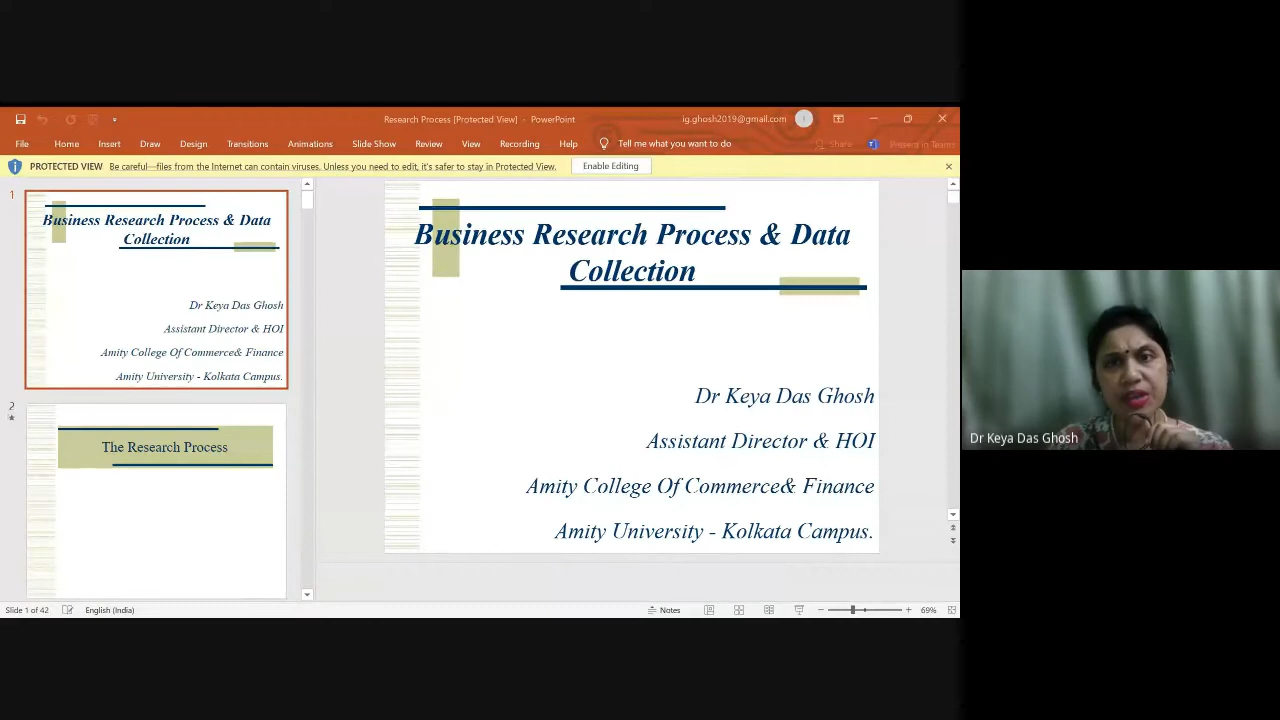 Research Process [Protected View] - PowerPoint
ig.ghosh2019@gmail.com
File Home Insert Draw Design Transitions Animations Slide Show Review View Recording Help Tell me what you want to do Share Present in Teams
PROTECTED VIEW Be careful—files from the Internet can contain viruses. Unless you need to edit, it's safer to stay in Protected View. Enable Editing
1
Business Research Process & Data
Collection
Dr Keya Das Ghosh
Assistant Director & HOI
Amity College Of Commerce& Finance
Amity University - Kolkata Campus.
2
The Research Process
Business Research Process & Data
Collection
Dr Keya Das Ghosh
Assistant Director & HOI
Amity College Of Commerce& Finance
Amity University - Kolkata Campus.
Dr Keya Das Ghosh
Slide 1 of 42 English (India) Notes 69%